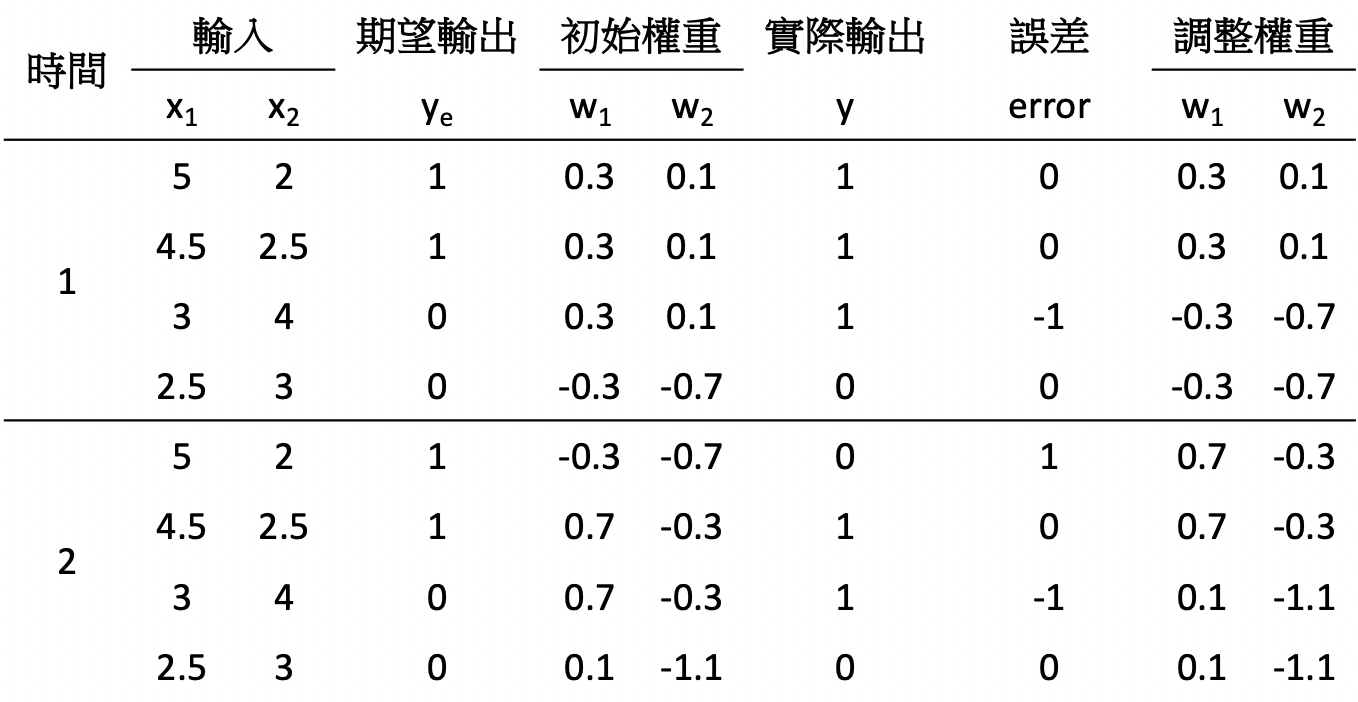 時間 輸入 期望輸出 初始權重 實際輸出 誤差 調整權重
x₁ x₂ yₑ w₁ w₂ y error w₁ w₂
1
5 2 1 0.3 0.1 1 0 0.3 0.1
4.5 2.5 1 0.3 0.1 1 0 0.3 0.1
3 4 0 0.3 0.1 1 -1 -0.3 -0.7
2.5 3 0 -0.3 -0.7 0 0 -0.3 -0.7
2
5 2 1 -0.3 -0.7 0 1 0.7 -0.3
4.5 2.5 1 0.7 -0.3 1 0 0.7 -0.3
3 4 0 0.7 -0.3 1 -1 0.1 -1.1
2.5 3 0 0.1 -1.1 0 0 0.1 -1.1